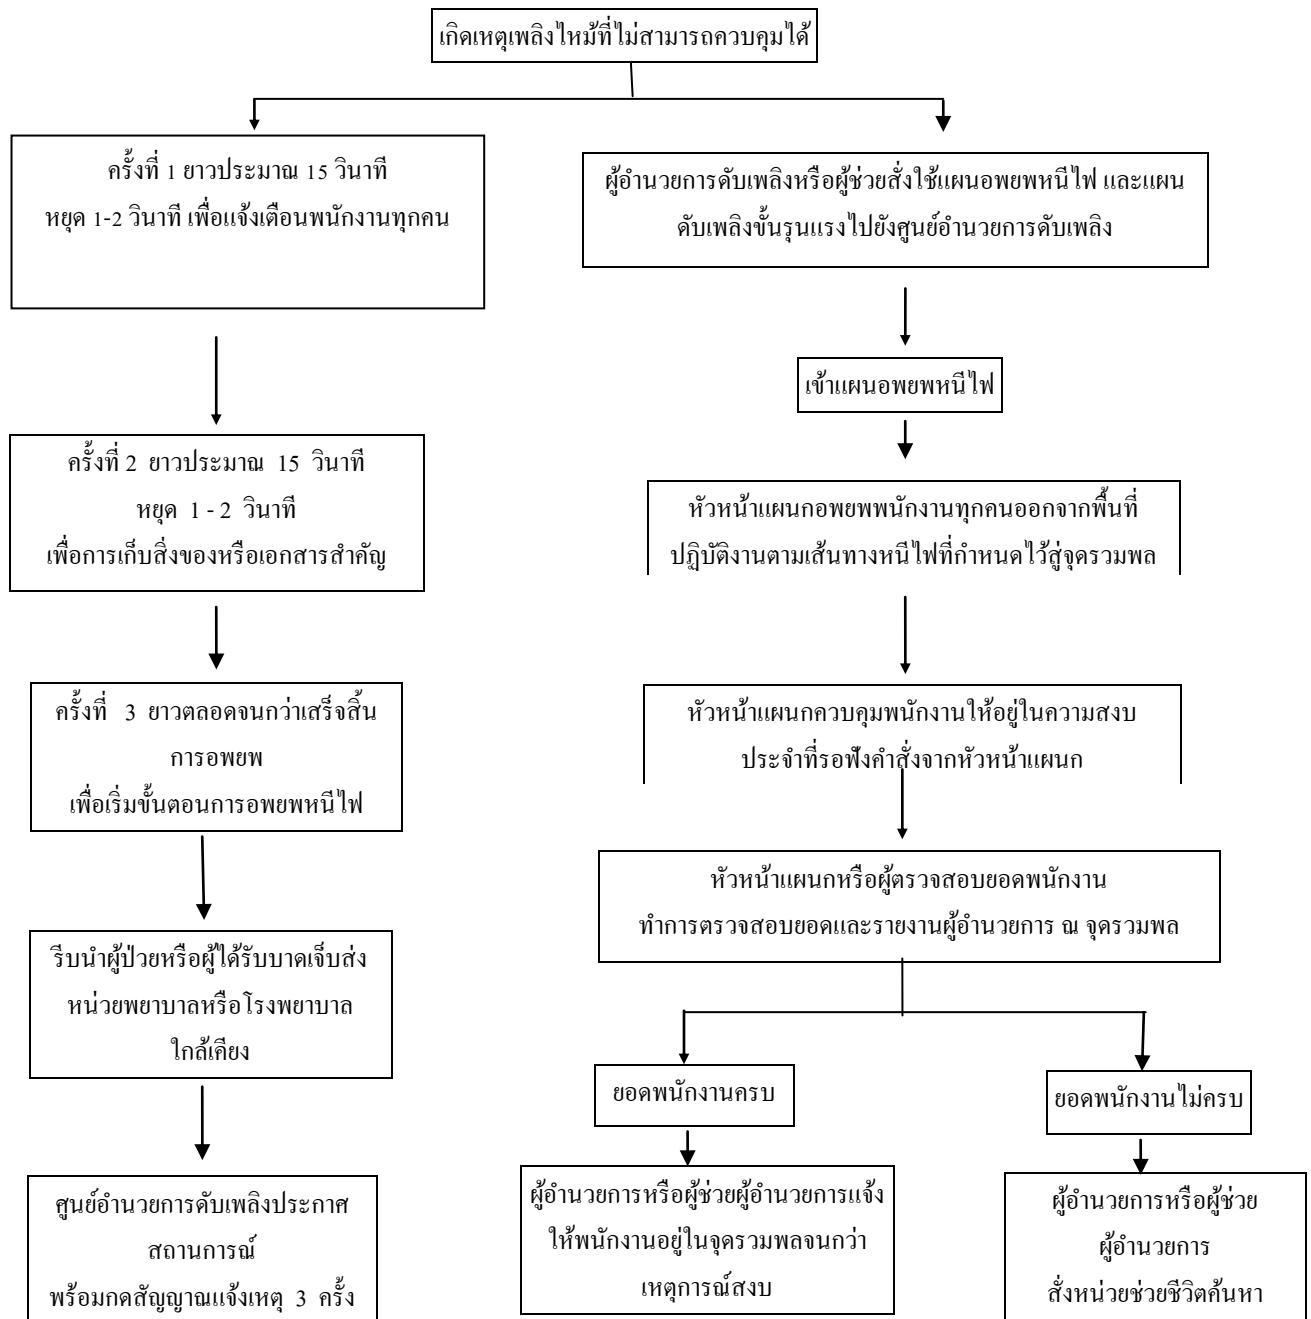 เกิดเหตุเพลิงไหม้ที่ไม่สามารถควบคุมได้
ครั้งที่ 1 ยาวประมาณ 15 วินาที
หยุด 1-2 วินาที เพื่อแจ้งเตือนพนักงานทุกคน
ครั้งที่ 2 ยาวประมาณ 15 วินาที
หยุด 1 - 2 วินาที
เพื่อการเก็บสิ่งของหรือเอกสารสำคัญ
ครั้งที่ 3 ยาวตลอดจนกว่าเสร็จสิ้น
การอพยพ
เพื่อเริ่มขั้นตอนการอพยพหนีไฟ
รีบนำผู้ป่วยหรือผู้ได้รับบาดเจ็บส่ง
หน่วยพยาบาลหรือโรงพยาบาล
ใกล้เคียง
ศูนย์อำนวยการดับเพลิงประกาศ
สถานการณ์
พร้อมกดสัญญาณแจ้งเหตุ 3 ครั้ง
ผู้อำนวยการดับเพลิงหรือผู้ช่วยสั่งใช้แผนอพยพหนีไฟ และแผน
ดับเพลิงขั้นรุนแรงไปยังศูนย์อำนวยการดับเพลิง
เข้าแผนอพยพหนีไฟ
หัวหน้าแผนกอพยพพนักงานทุกคนออกจากพื้นที่
ปฏิบัติงานตามเส้นทางหนีไฟที่กำหนดไว้สู่จุดรวมพล
หัวหน้าแผนกควบคุมพนักงานให้อยู่ในความสงบ
ประจำที่รอฟังคำสั่งจากหัวหน้าแผนก
หัวหน้าแผนกหรือผู้ตรวจสอบยอดพนักงาน
ทำการตรวจสอบยอดและรายงานผู้อำนวยการ ณ จุดรวมพล
ยอดพนักงานครบ
ผู้อำนวยการหรือผู้ช่วยผู้อำนวยการแจ้ง
ให้พนักงานอยู่ในจุดรวมพลจนกว่า
เหตุการณ์สงบ
ยอดพนักงานไม่ครบ
ผู้อำนวยการหรือผู้ช่วย
ผู้อำนวยการ
สั่งหน่วยช่วยชีวิตค้นหา